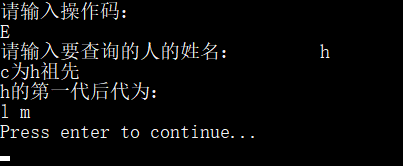 请输入操作码：
E
请输入要查询的人的姓名：        h
c为h祖先
h的第一代后代为：
l m
Press enter to continue...